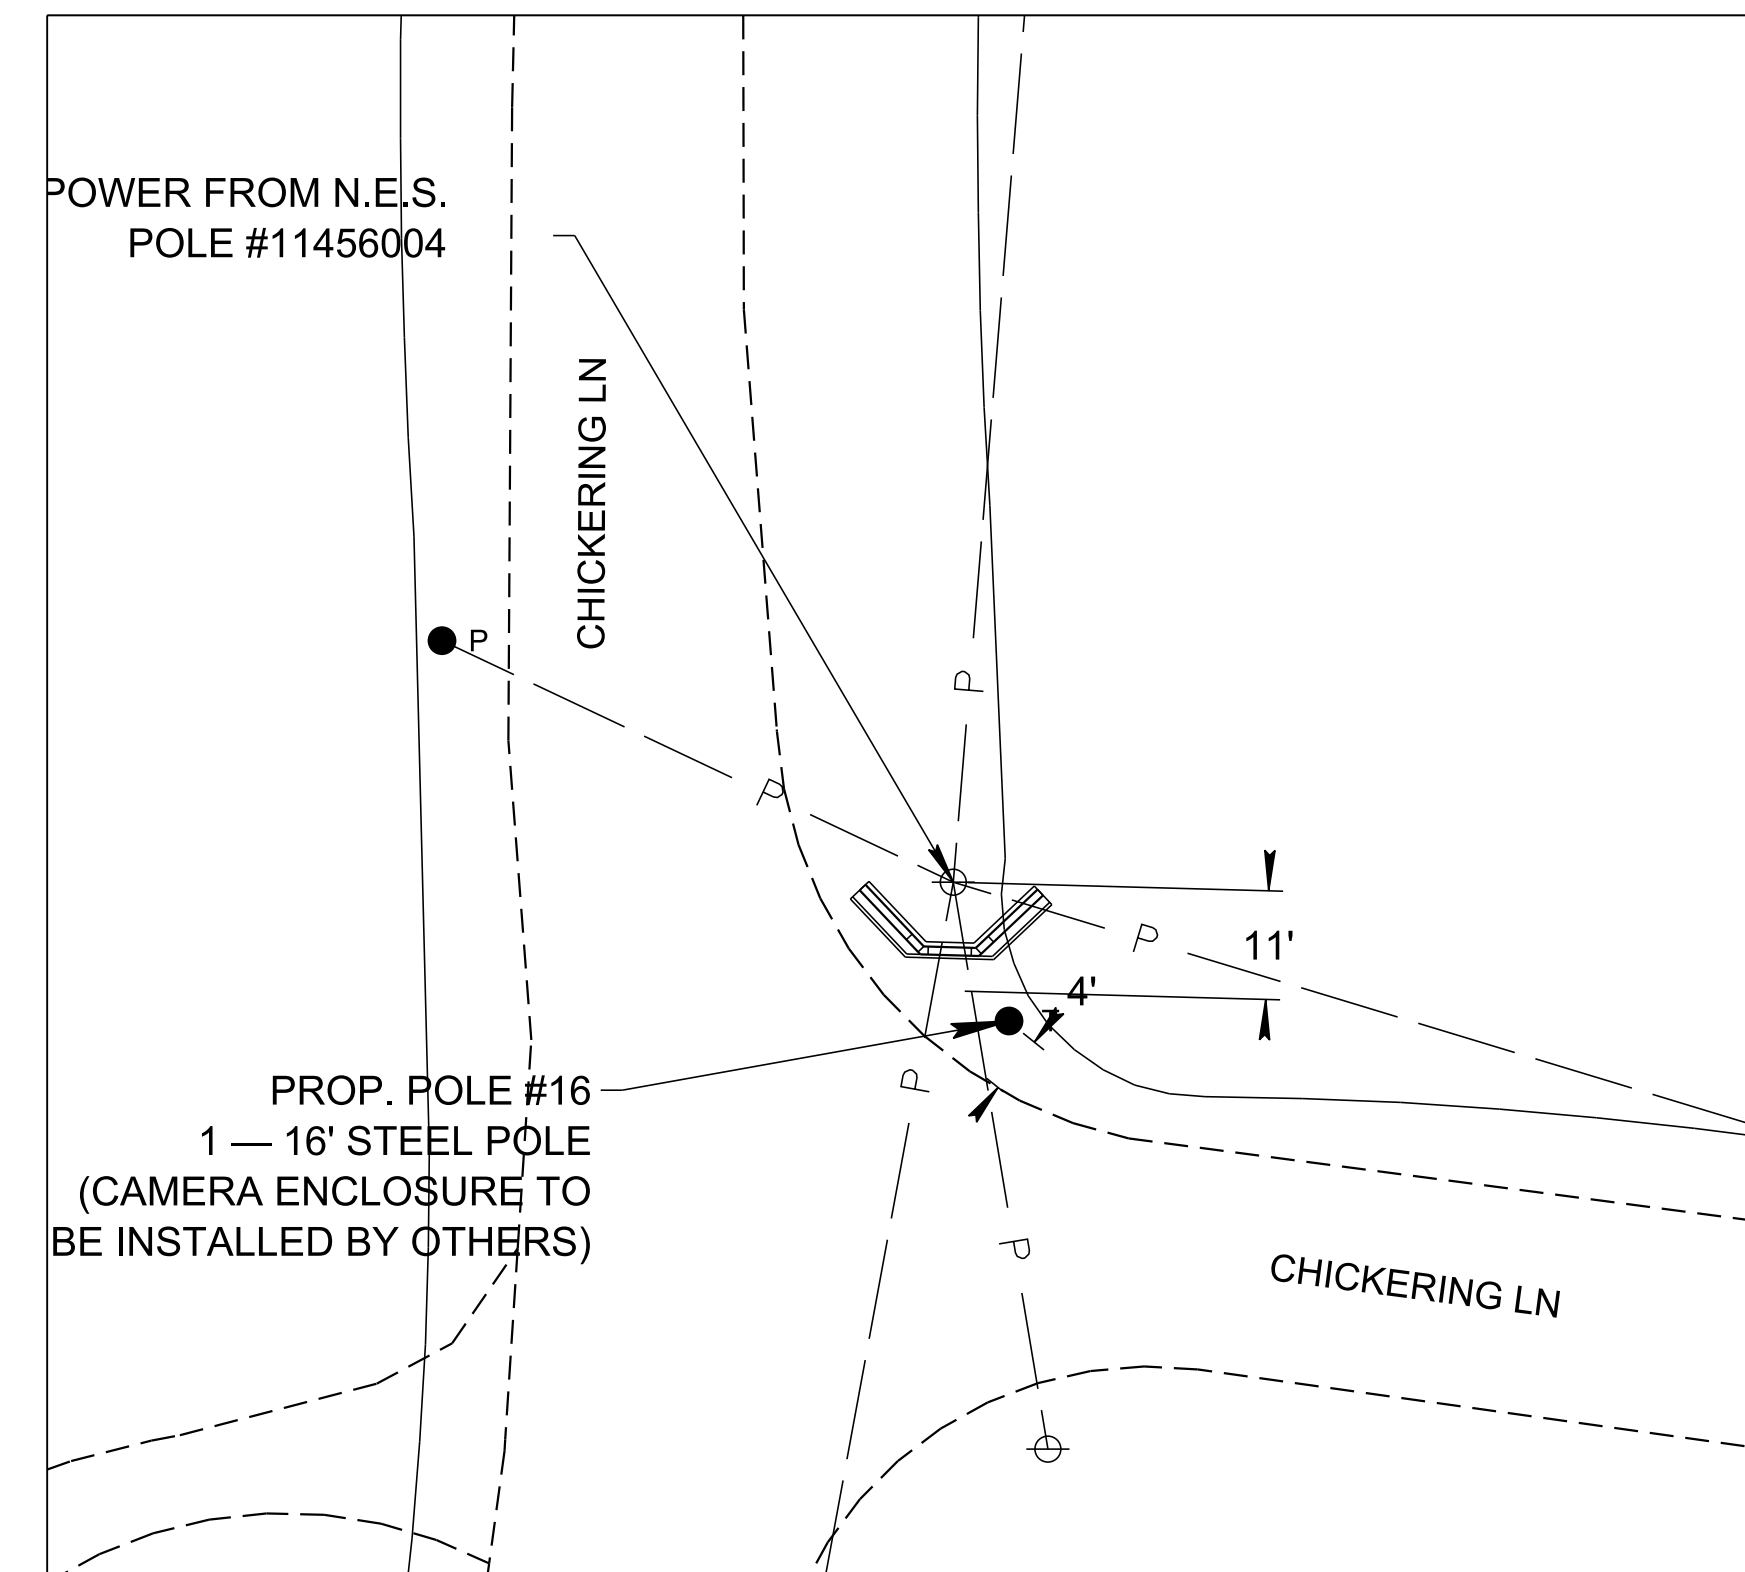 POWER FROM N.E.S.
POLE #11456004
CHICKERING LN
P
P
P
P
11'
4'
P
PROP. POLE #16
1 — 16' STEEL POLE
(CAMERA ENCLOSURE TO
BE INSTALLED BY OTHERS)
P
CHICKERING LN